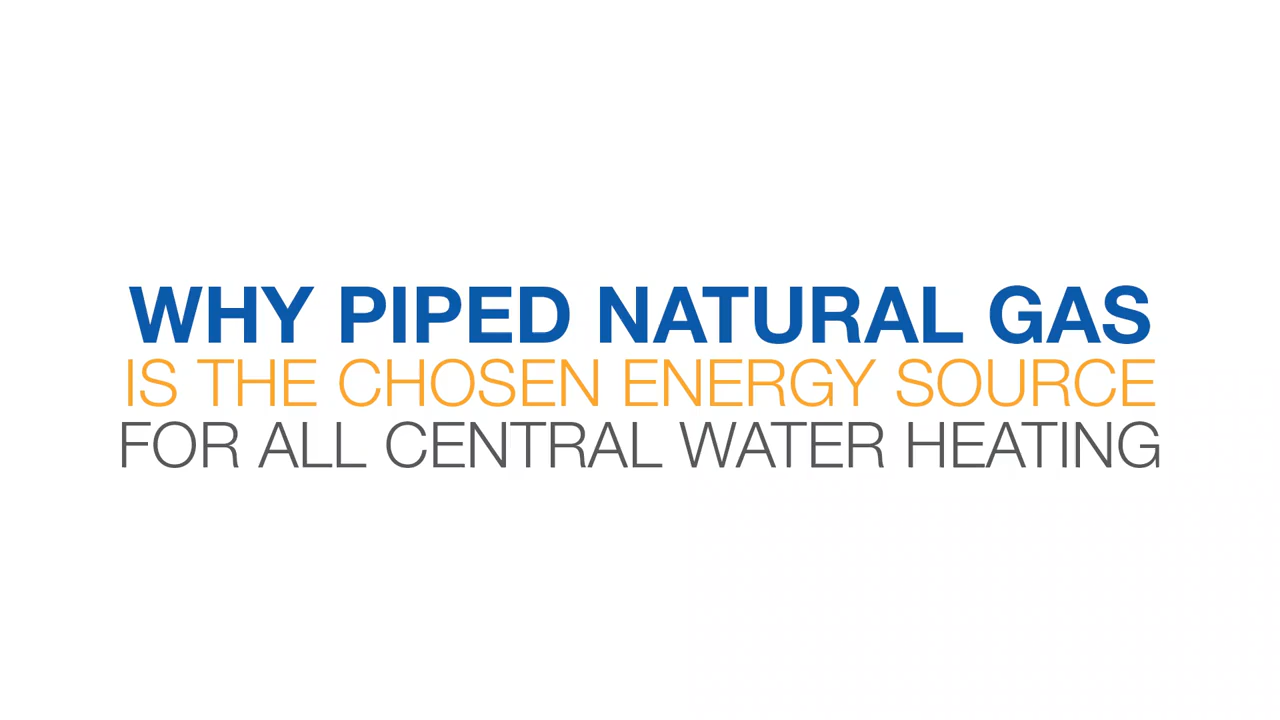 WHY PIPED NATURAL GAS
IS THE CHOSEN ENERGY SOURCE
FOR ALL CENTRAL WATER HEATING